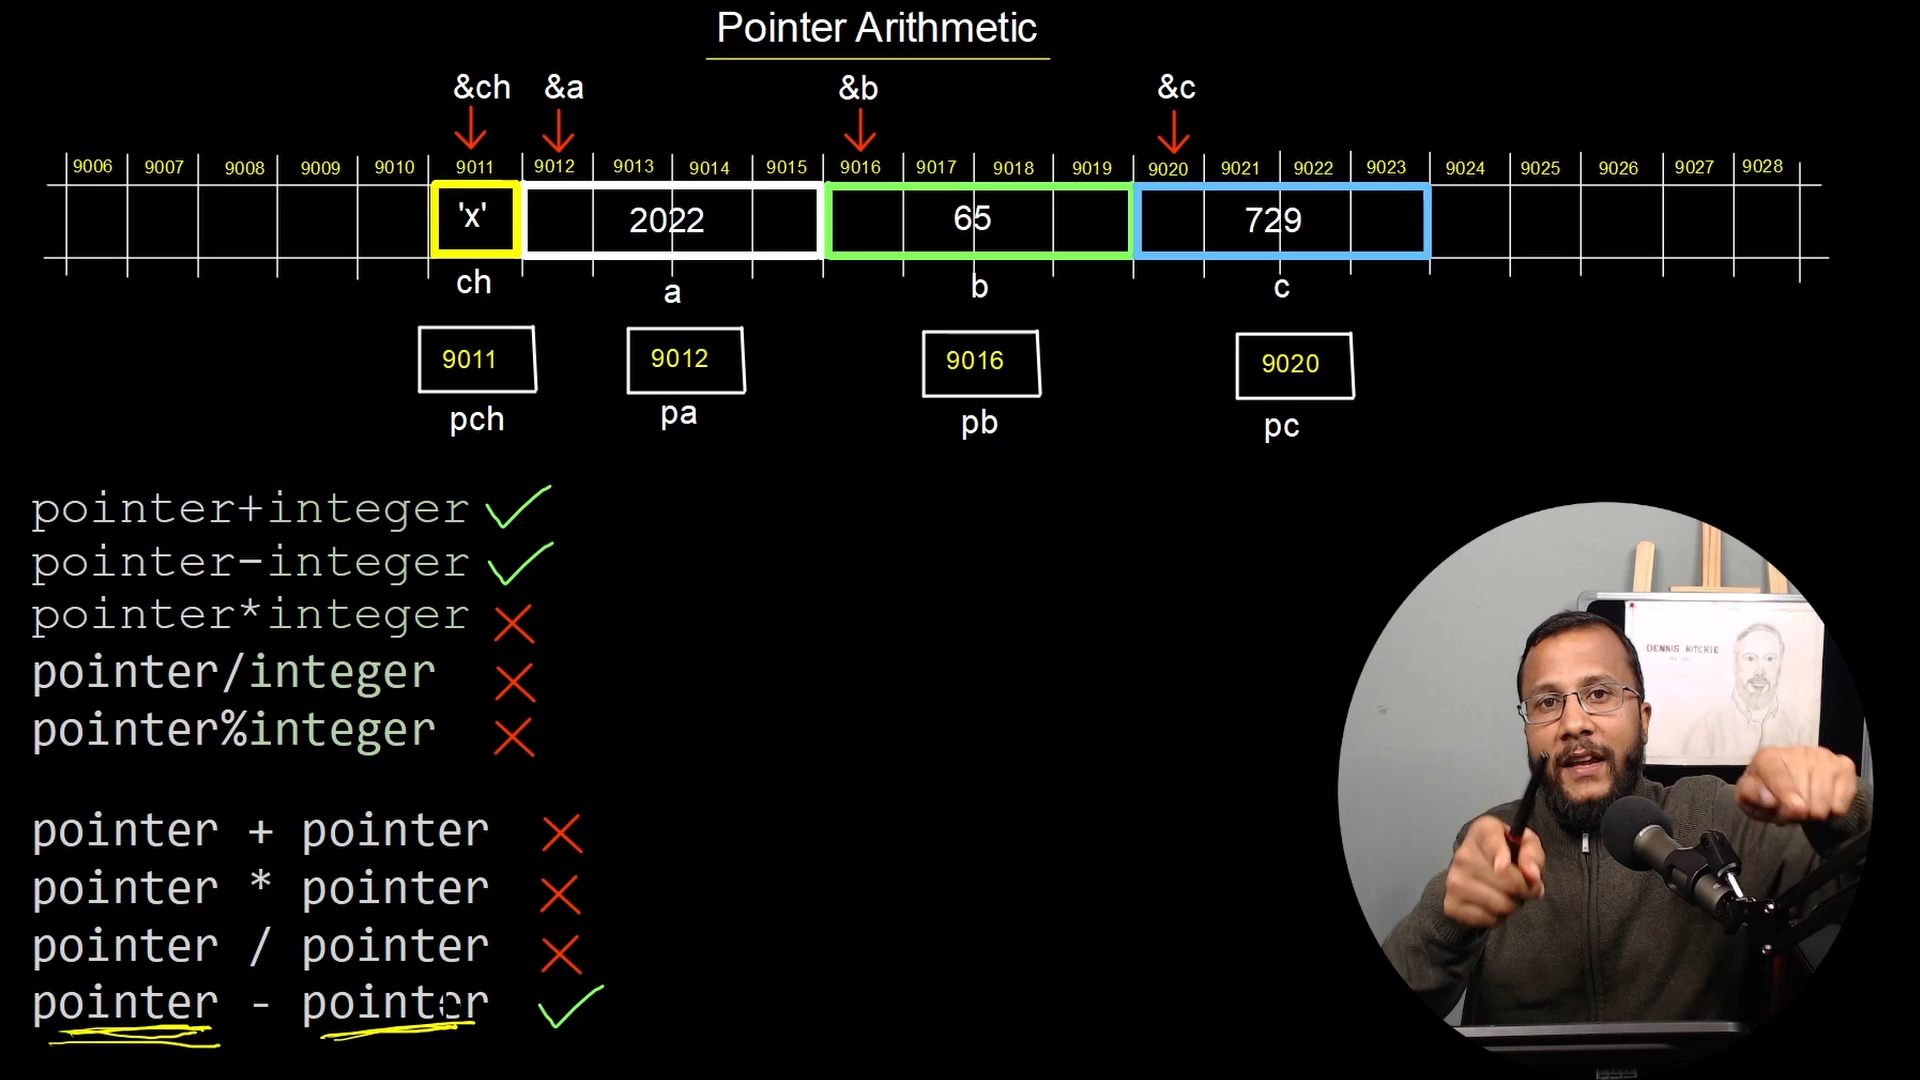 Pointer Arithmetic
&ch &a &b &c
9006 9007 9008 9009 9010 9011 9012 9013 9014 9015 9016 9017 9018 9019 9020 9021 9022 9023 9024 9025 9026 9027 9028
'x' 2022 65 729
ch a b c
9011 9012 9016 9020
pch pa pb pc
pointer+integer
pointer-integer
pointer*integer
pointer/integer
pointer%integer
pointer + pointer
pointer * pointer
pointer / pointer
pointer - pointer
DENNIS RITCHIE